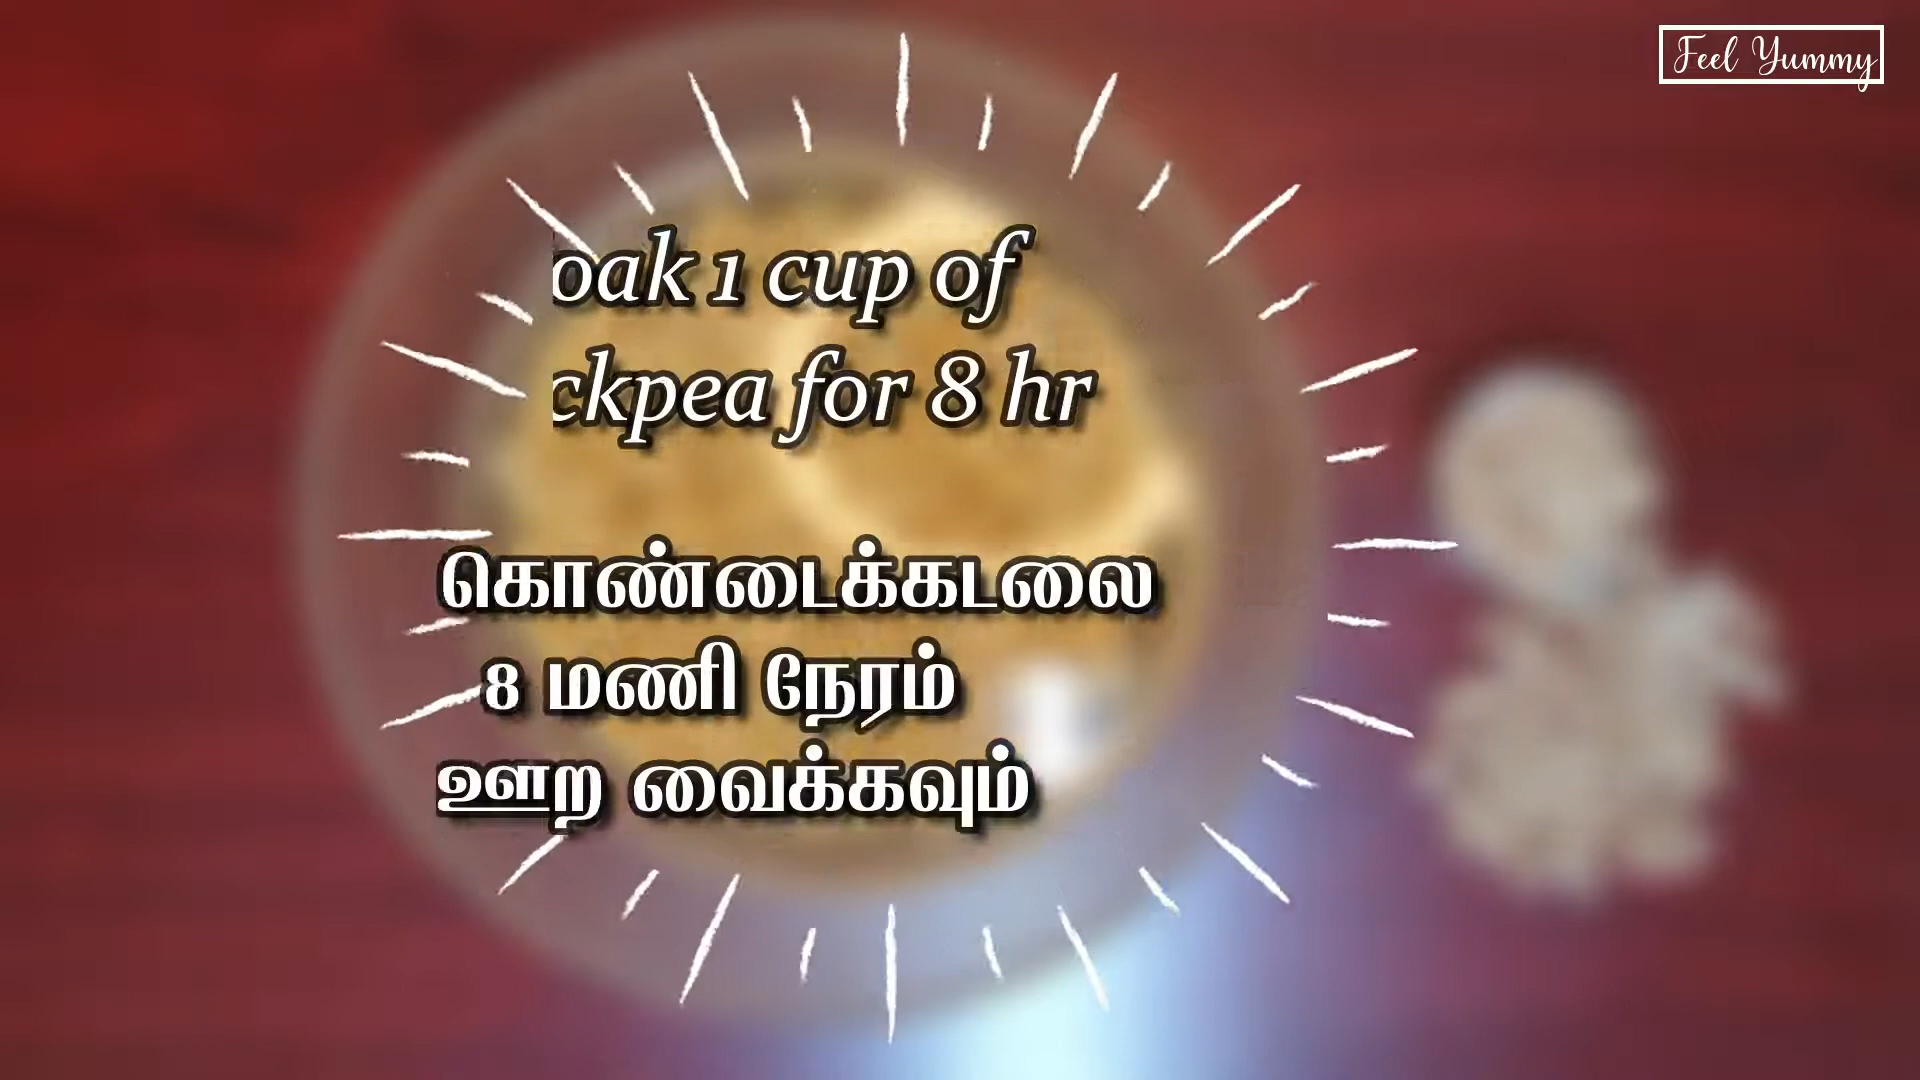 Feel Yummy
oak 1 cup of
ckpea for 8 hr
கொண்டைக்கடலை
8 மணி நேரம்
ஊற வைக்கவும்